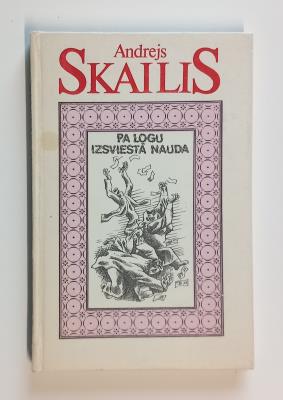 Andrejs
SKAILIS
PA LOGU
IZSVIESTĀ NAUDA